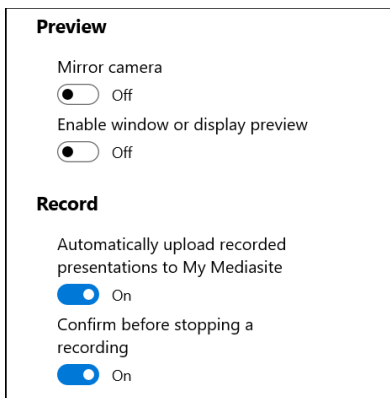 Preview
Mirror camera
Off
Enable window or display preview
Off
Record
Automatically upload recorded
presentations to My Mediasite
On
Confirm before stopping a
recording
On